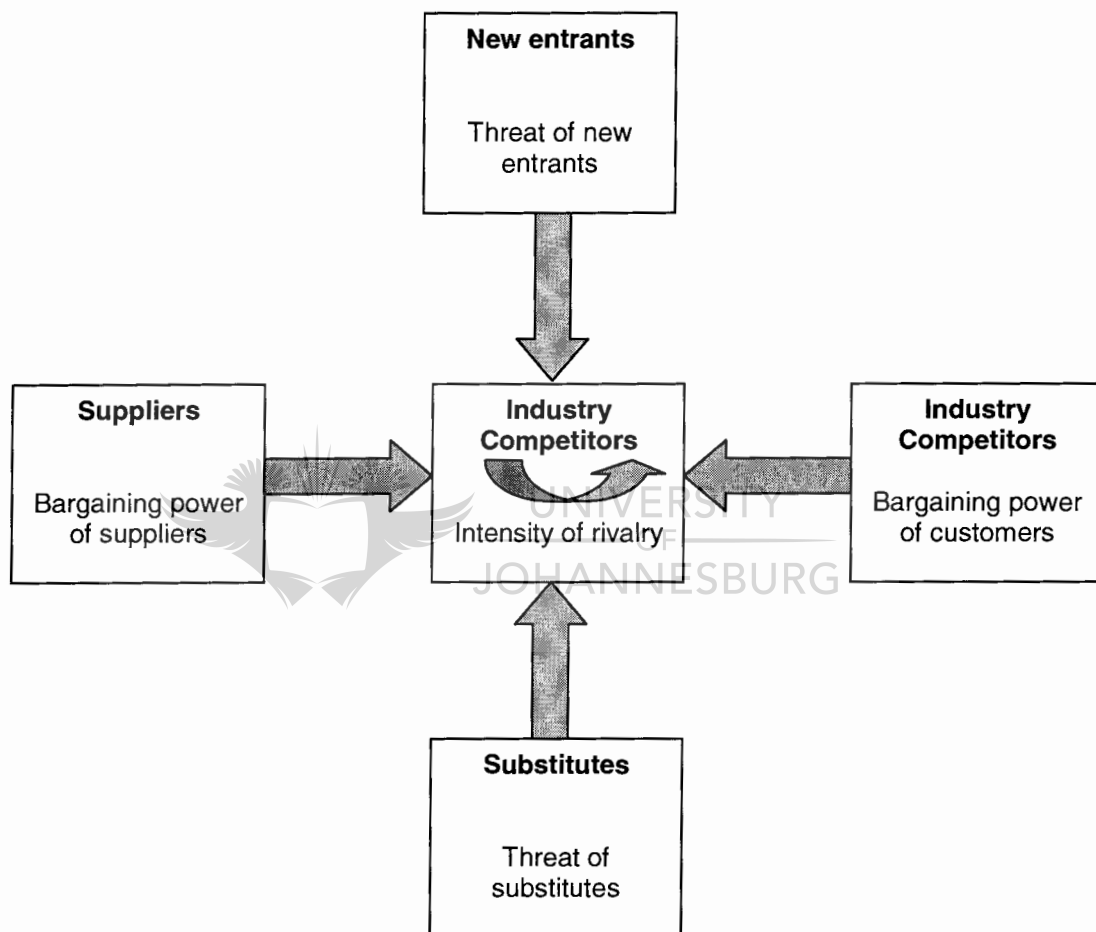 New entrants
Threat of new
entrants
Suppliers
Bargaining power
of suppliers
Industry
Competitors
Intensity of rivalry
Industry
Competitors
Bargaining power
of customers
UNIVERSITY
OF
JOHANNESBURG
Substitutes
Threat of
substitutes